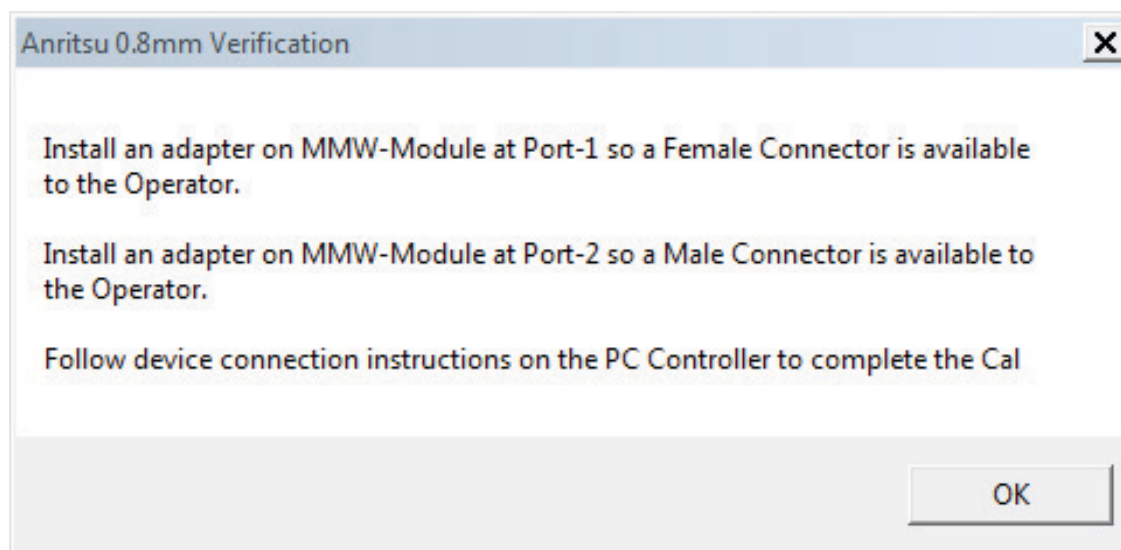 Anritsu 0.8mm Verification
Install an adapter on MMW-Module at Port-1 so a Female Connector is available
to the Operator.
Install an adapter on MMW-Module at Port-2 so a Male Connector is available to
the Operator.
Follow device connection instructions on the PC Controller to complete the Cal
OK